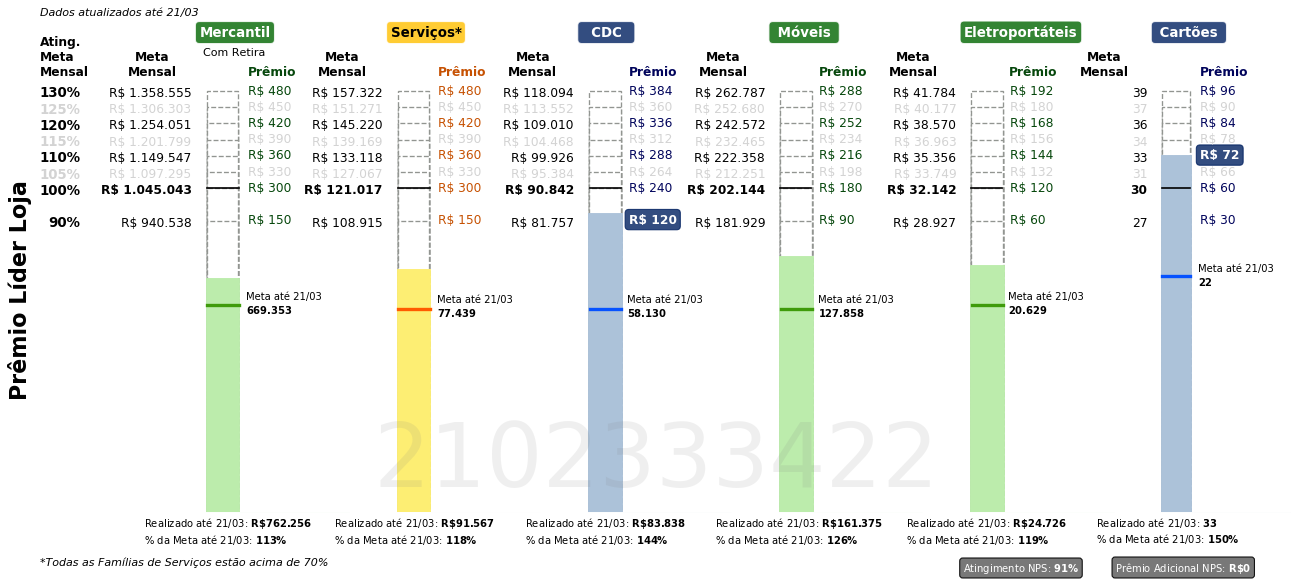 Dados atualizados até 21/03
Mercantil Serviços* CDC Móveis Eletroportáteis Cartões
Com Retira
Ating. Meta Mensal
Meta Mensal Prêmio Meta Mensal Prêmio Meta Mensal Prêmio Meta Mensal Prêmio Meta Mensal Prêmio Meta Mensal Prêmio
130% R$ 1.358.555 R$ 480 R$ 157.322 R$ 480 R$ 118.094 R$ 384 R$ 262.787 R$ 288 R$ 41.784 R$ 192 39 R$ 96
125% R$ 1.306.303 R$ 450 R$ 151.271 R$ 450 R$ 113.552 R$ 360 R$ 252.680 R$ 270 R$ 40.177 R$ 180 37 R$ 90
120% R$ 1.254.051 R$ 420 R$ 145.220 R$ 420 R$ 109.010 R$ 336 R$ 242.572 R$ 252 R$ 38.570 R$ 168 36 R$ 84
115% R$ 1.201.799 R$ 390 R$ 139.169 R$ 390 R$ 104.468 R$ 312 R$ 232.465 R$ 234 R$ 36.963 R$ 156 34 R$ 78
110% R$ 1.149.547 R$ 360 R$ 133.118 R$ 360 R$ 99.926 R$ 288 R$ 222.358 R$ 216 R$ 35.356 R$ 144 33 R$ 72
105% R$ 1.097.295 R$ 330 R$ 127.067 R$ 330 R$ 95.384 R$ 264 R$ 212.251 R$ 198 R$ 33.749 R$ 132 31 R$ 66
100% R$ 1.045.043 R$ 300 R$ 121.017 R$ 300 R$ 90.842 R$ 240 R$ 202.144 R$ 180 R$ 32.142 R$ 120 30 R$ 60
90% R$ 940.538 R$ 150 R$ 108.915 R$ 150 R$ 81.757 R$ 120 R$ 181.929 R$ 90 R$ 28.927 R$ 60 27 R$ 30
Prêmio Líder Loja
Meta até 21/03
669.353
Meta até 21/03
77.439
Meta até 21/03
58.130
Meta até 21/03
127.858
Meta até 21/03
20.629
Meta até 21/03
22
2102333422
Realizado até 21/03: R$762.256
% da Meta até 21/03: 113%
Realizado até 21/03: R$91.567
% da Meta até 21/03: 118%
Realizado até 21/03: R$83.838
% da Meta até 21/03: 144%
Realizado até 21/03: R$161.375
% da Meta até 21/03: 126%
Realizado até 21/03: R$24.726
% da Meta até 21/03: 119%
Realizado até 21/03: 33
% da Meta até 21/03: 150%
*Todas as Famílias de Serviços estão acima de 70%
Atingimento NPS: 91%
Prêmio Adicional NPS: R$0